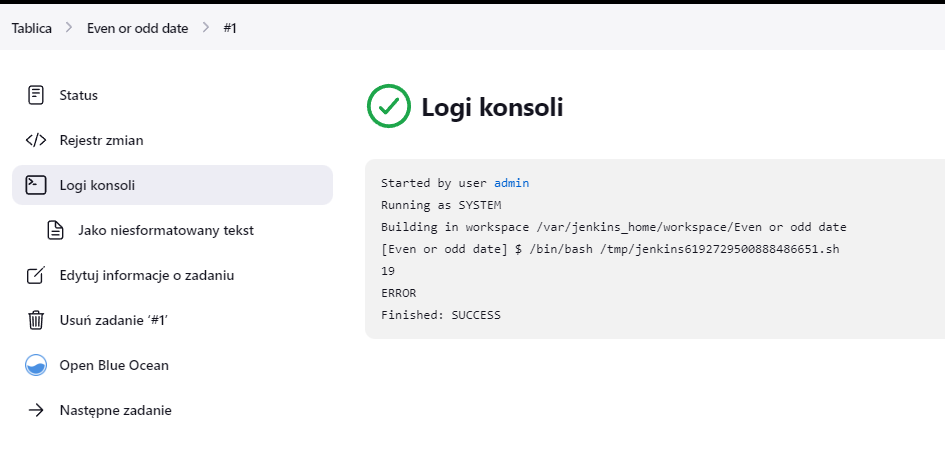 Tablica > Even or odd date > #1
Status
Rejestr zmian
Logi konsoli
Jako niesformatowany tekst
Edytuj informacje o zadaniu
Usuń zadanie ‘#1’
Open Blue Ocean
Następne zadanie
Logi konsoli
Started by user admin
Running as SYSTEM
Building in workspace /var/jenkins_home/workspace/Even or odd date
[Even or odd date] $ /bin/bash /tmp/jenkins6192729500888486651.sh
19
ERROR
Finished: SUCCESS